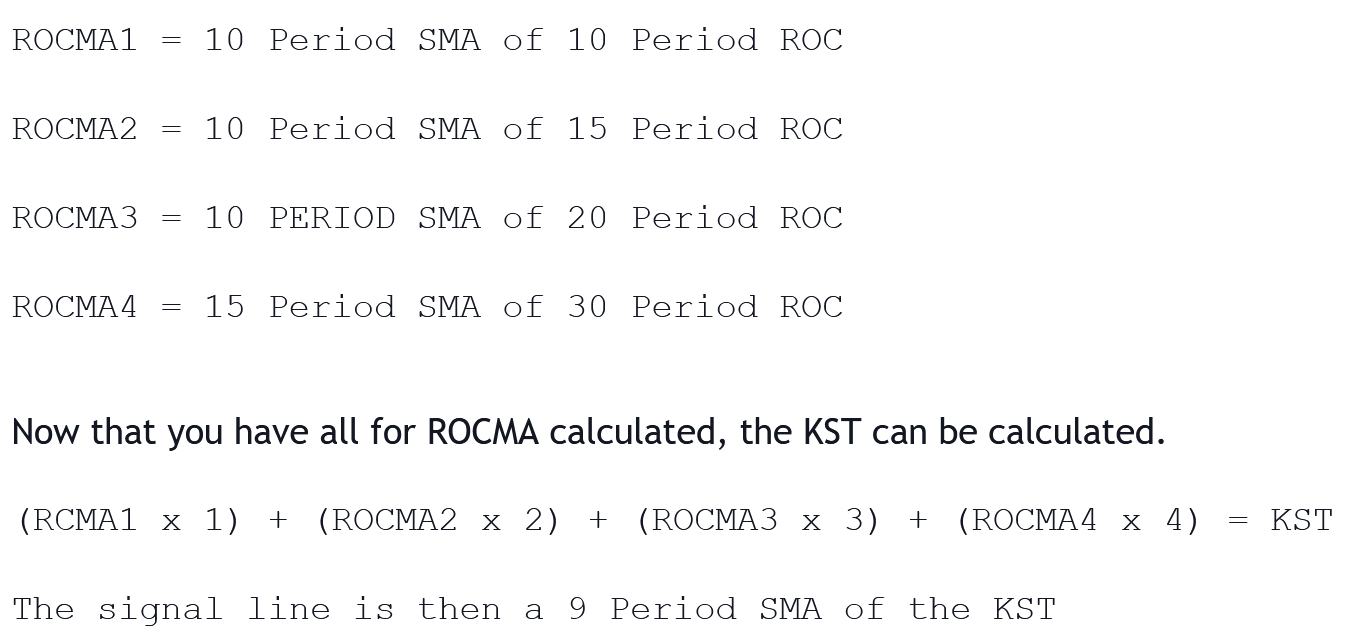 ROCMA1 = 10 Period SMA of 10 Period ROC
ROCMA2 = 10 Period SMA of 15 Period ROC
ROCMA3 = 10 PERIOD SMA of 20 Period ROC
ROCMA4 = 15 Period SMA of 30 Period ROC
Now that you have all for ROCMA calculated, the KST can be calculated.
(RCMA1 x 1) + (ROCMA2 x 2) + (ROCMA3 x 3) + (ROCMA4 x 4) = KST
The signal line is then a 9 Period SMA of the KST